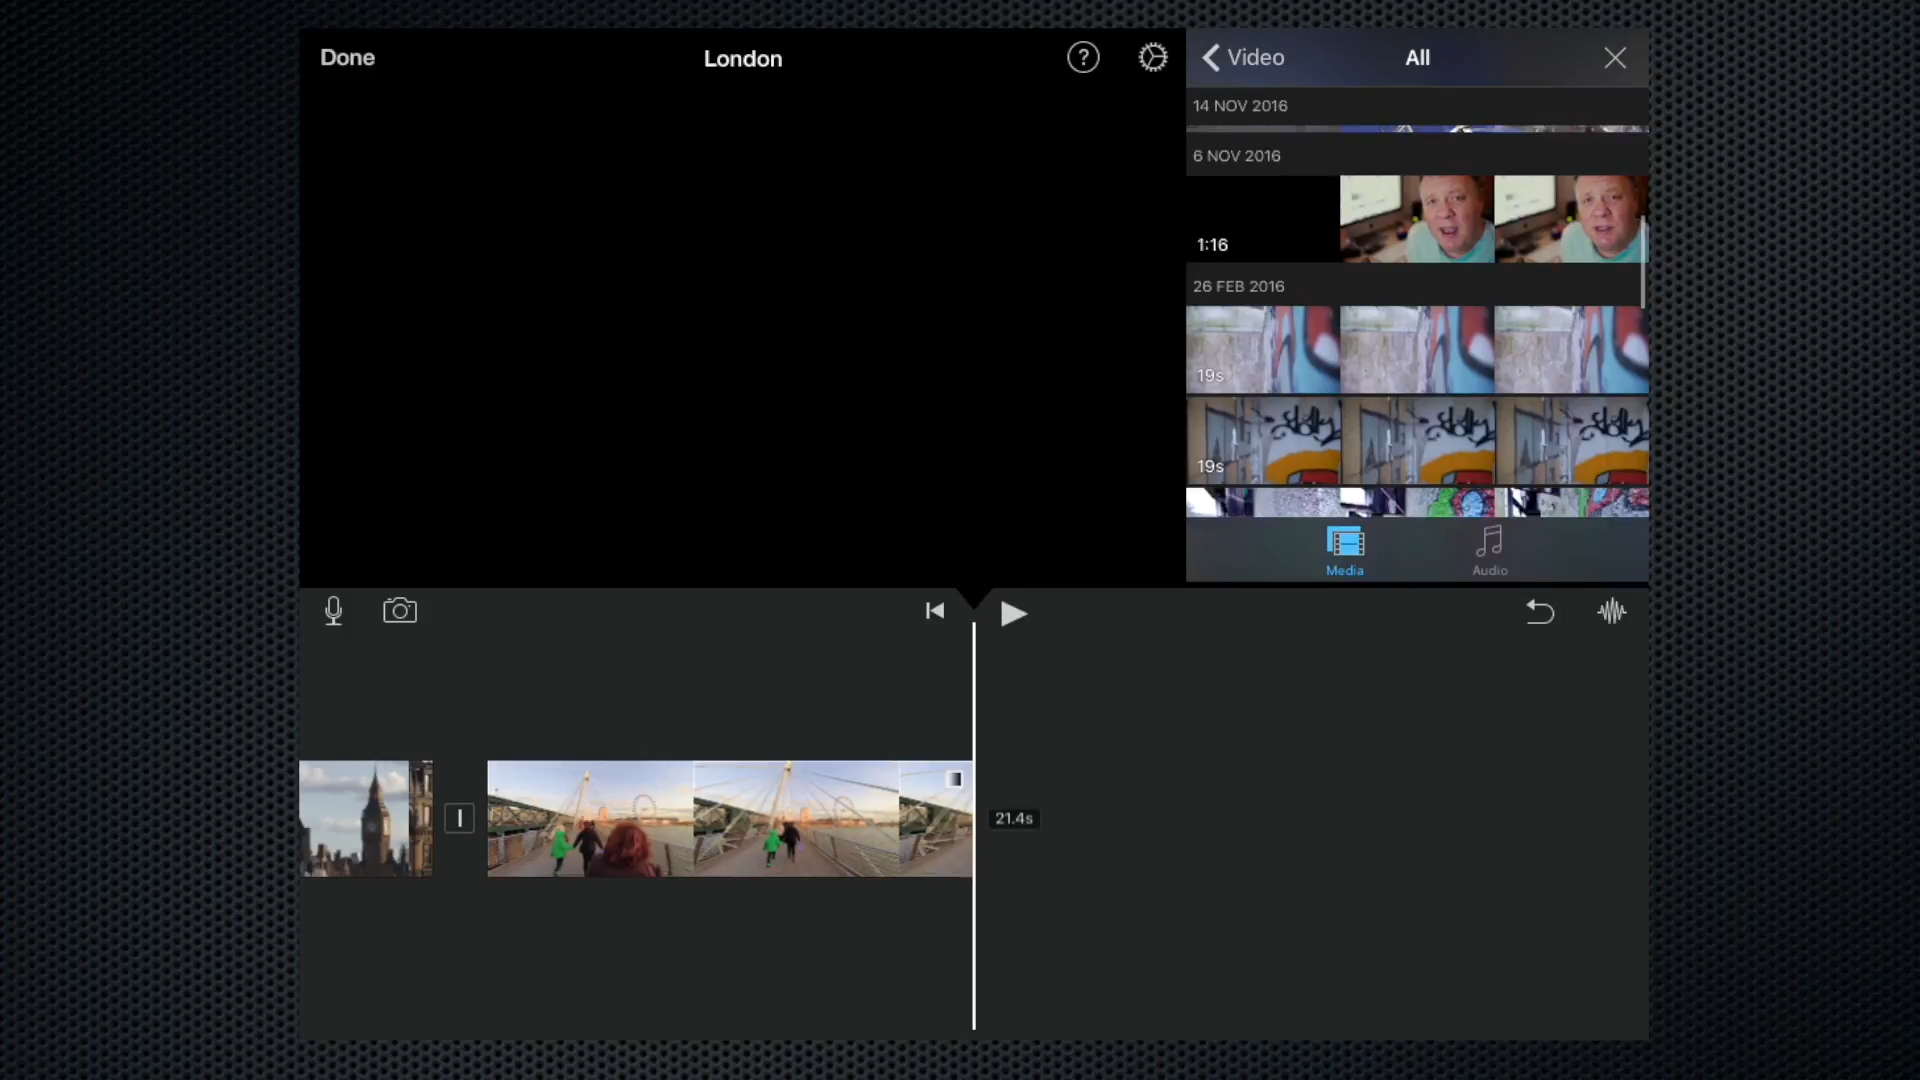 Done
London
?
Video
All
14 NOV 2016
6 NOV 2016
1:16
26 FEB 2016
19s
19s
Media
Audio
21.4s